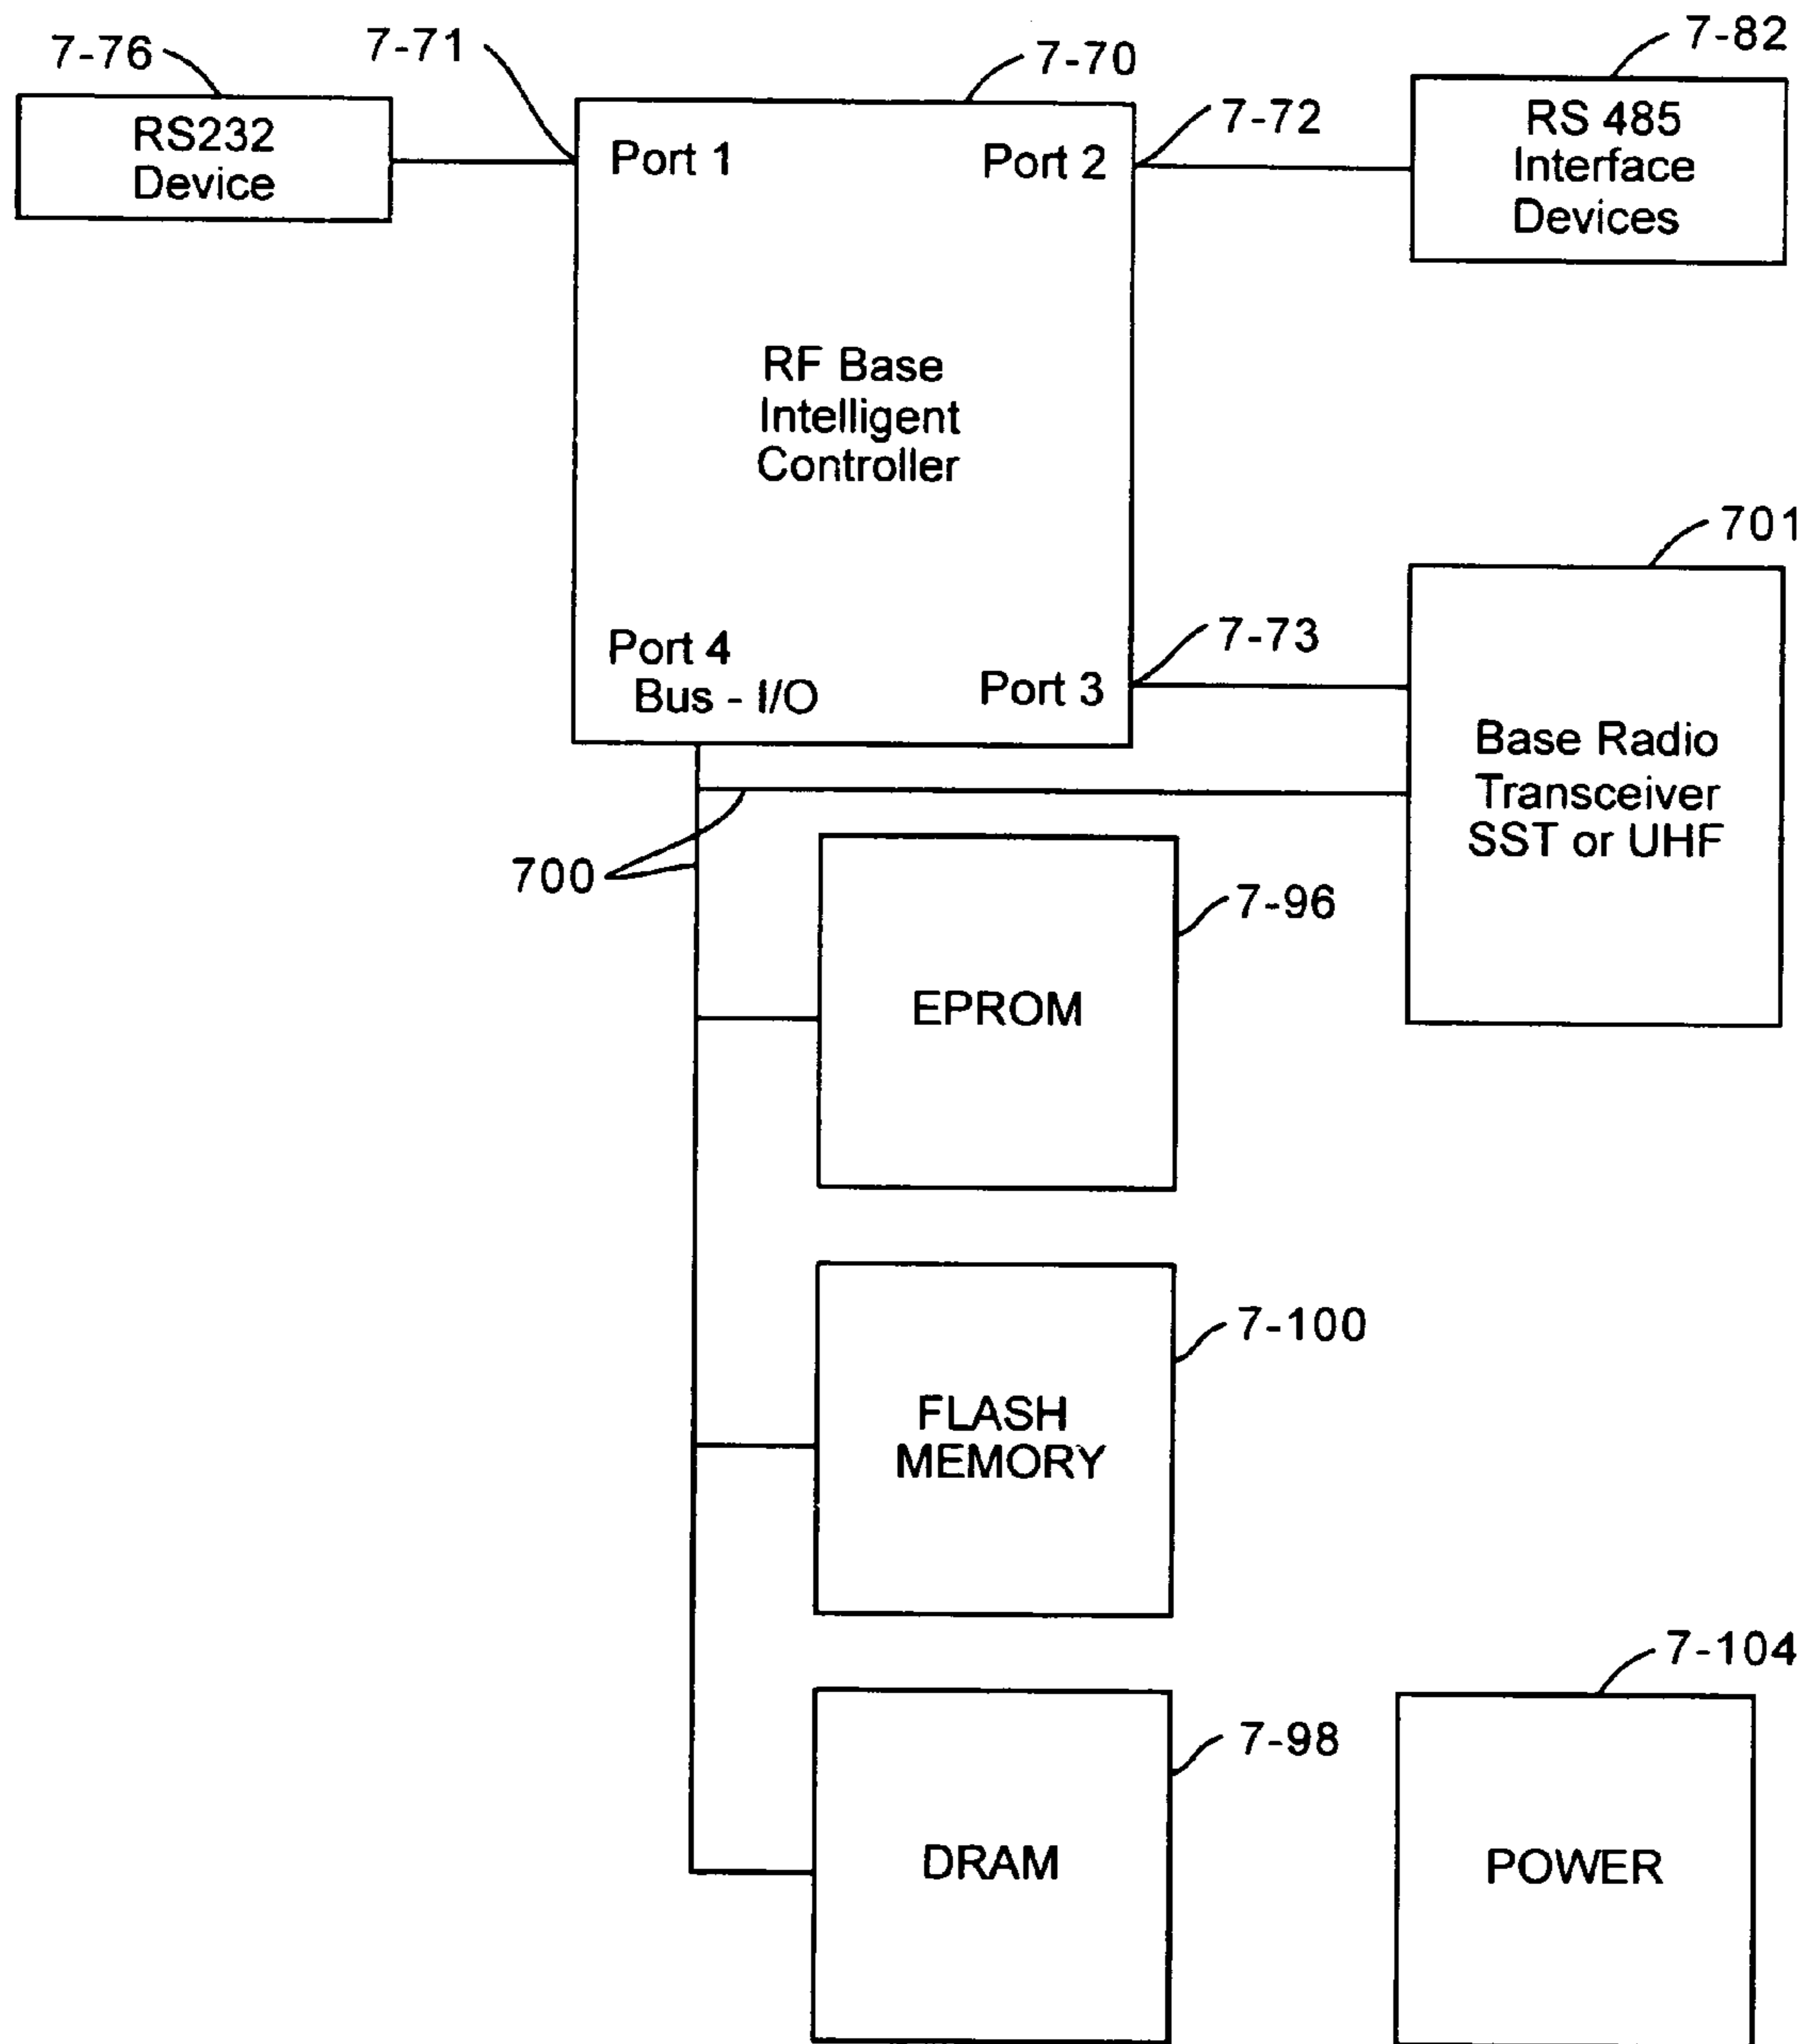 7-76
7-71
7-70
7-82
RS232
Device
Port 1
Port 2
7-72
RS 485
Interface
Devices
RF Base
Intelligent
Controller
701
Port 4
Bus - I/O
Port 3
7-73
Base Radio
Transceiver
SST or UHF
700
7-96
EPROM
7-100
FLASH
MEMORY
7-104
7-98
DRAM
POWER